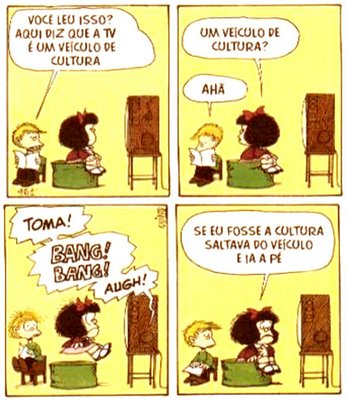 VOCÊ LEU ISSO?
AQUI DIZ QUE A TV
É UM VEÍCULO DE
CULTURA
UM VEÍCULO DE
CULTURA?
AHÃ
TOMA!
BANG!
BANG!
AUGH!
SE EU FOSSE A CULTURA
SALTAVA DO VEÍCULO
E IA A PÉ